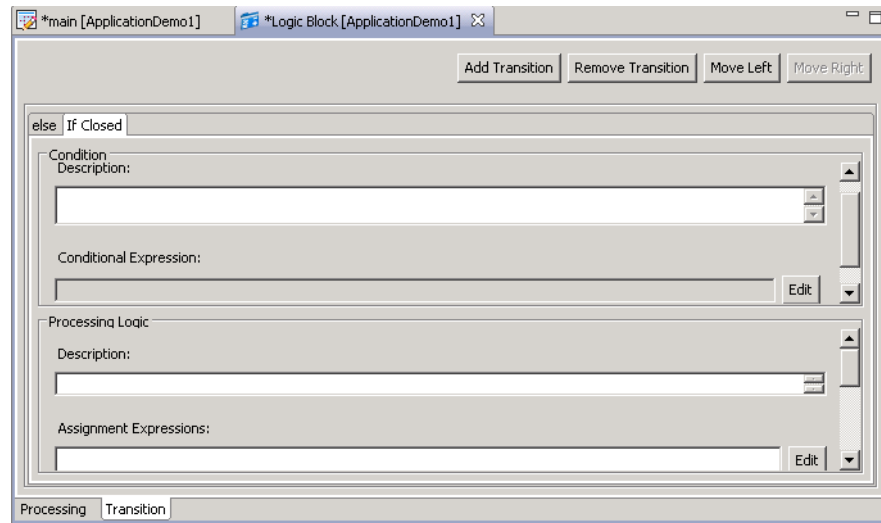 *main [ApplicationDemo1] *Logic Block [ApplicationDemo1]
Add Transition Remove Transition Move Left Move Right
else If Closed
Condition
Description:
Conditional Expression:
Edit
Processing Logic
Description:
Assignment Expressions:
Edit
Processing Transition